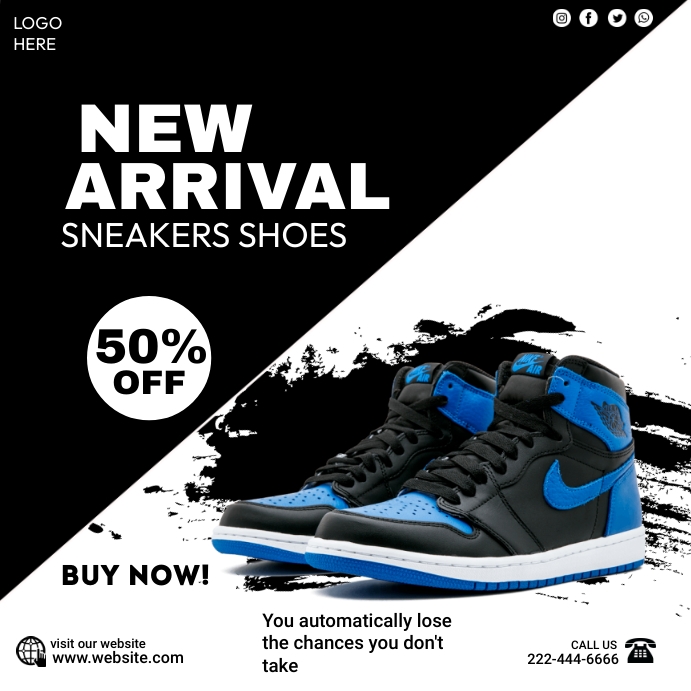 LOGO
HERE
NEW
ARRIVAL
SNEAKERS SHOES
50%
OFF
BUY NOW!
You automatically lose
the chances you don't
take
visit our website
www.website.com
CALL US
222-444-6666